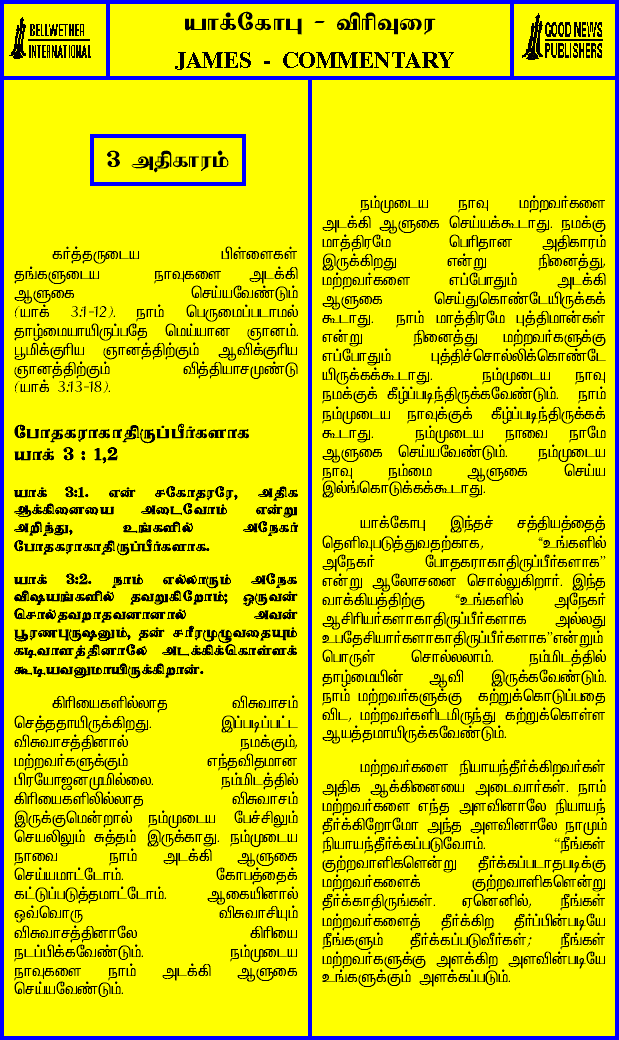 BELLWETHER
INTERNATIONAL
யாக்கோபு - விரிவுரை
JAMES - COMMENTARY
GOOD NEWS
PUBLISHERS
3 அதிகாரம்
கர்த்தருடைய பிள்ளைகள்
தங்களுடைய நாவுகளை அடக்கி
ஆளுகை செய்யவேண்டும்
(யாக் 3:1-12). நாம் பெருமைப்படாமல்
தாழ்மையாயிருப்பதே மெய்யான ஞானம்.
பூமிக்குரிய ஞானத்திற்கும் ஆவிக்குரிய
ஞானத்திற்கும் வித்தியாசமுண்டு
(யாக் 3:13-18).
போதகராகாதிருப்பீர்களாக
யாக் 3 : 1,2
யாக் 3:1. என் சகோதரரே, அதிக
ஆக்கினையை அடைவோம் என்று
அறிந்து, உங்களில் அநேகர்
போதகராகாதிருப்பீர்களாக.
யாக் 3:2. நாம் எல்லாரும் அநேக
விஷயங்களில் தவறுகிறோம்; ஒருவன்
சொல்தவறாதவனானால் அவன்
பூரணபுருஷனும், தன் சரீரமுழுவதையும்
கடிவாளத்தினாலே அடக்கிக்கொள்ளக்
கூடியவனுமாயிருக்கிறான்.
கிரியைகளில்லாத விசுவாசம்
செத்ததாயிருக்கிறது. இப்படிப்பட்ட
விசுவாசத்தினால் நமக்கும்,
மற்றவர்களுக்கும் எந்தவிதமான
பிரயோஜனமுமில்லை. நம்மிடத்தில்
கிரியைகளிலில்லாத விசுவாசம்
இருக்குமென்றால் நம்முடைய பேச்சிலும்
செயலிலும் சுத்தம் இருக்காது. நம்முடைய
நாவை நாம் அடக்கி ஆளுகை
செய்யமாட்டோம். கோபத்தைக்
கட்டுப்படுத்தமாட்டோம். ஆகையினால்
ஒவ்வொரு விசுவாசியும்
விசுவாசத்தினாலே கிரியை
நடப்பிக்கவேண்டும். நம்முடைய
நாவுகளை நாம் அடக்கி ஆளுகை
செய்யவேண்டும்.
நம்முடைய நாவு மற்றவர்களை
அடக்கி ஆளுகை செய்யக்கூடாது. நமக்கு
மாத்திரமே பெரிதான அதிகாரம்
இருக்கிறது என்று நினைத்து,
மற்றவர்களை எப்போதும் அடக்கி
ஆளுகை செய்துகொண்டேயிருக்கக்
கூடாது. நாம் மாத்திரமே புத்திமான்கள்
என்று நினைத்து மற்றவர்களுக்கு
எப்போதும் புத்திச்சொல்லிக்கொண்டே
யிருக்கக்கூடாது. நம்முடைய நாவு
நமக்குக் கீழ்ப்படிந்திருக்கவேண்டும். நாம்
நம்முடைய நாவுக்குக் கீழ்ப்படிந்திருக்கக்
கூடாது. நம்முடைய நாவை நாமே
ஆளுகை செய்யவேண்டும். நம்முடைய
நாவு நம்மை ஆளுகை செய்ய
இல்ங்கொடுக்கக்கூடாது.
யாக்கோபு இந்தச் சத்தியத்தைத்
தெளிவுபடுத்துவதற்காக, "உங்களில்
அநேகர் போதகராகாதிருப்பீர்களாக"
என்று ஆலோசனை சொல்லுகிறார். இந்த
வாக்கியத்திற்கு "உங்களில் அநேகர்
ஆசிரியர்களாகாதிருப்பீர்களாக அல்லது
உபதேசியார்களாகாதிருப்பீர்களாக"என்றும்
பொருள் சொல்லலாம். நம்மிடத்தில்
தாழ்மையின் ஆவி இருக்கவேண்டும்.
நாம் மற்றவர்களுக்கு கற்றுக்கொடுப்பதை
விட, மற்றவர்களிடமிருந்து கற்றுக்கொள்ள
ஆயத்தமாயிருக்கவேண்டும்.
மற்றவர்களை நியாயந்தீர்க்கிறவர்கள்
அதிக ஆக்கினையை அடைவார்கள். நாம்
மற்றவர்களை எந்த அளவினாலே நியாயந்
தீர்க்கிறோமோ அந்த அளவினாலே நாமும்
நியாயந்தீர்க்கப்படுவோம். "நீங்கள்
குற்றவாளிகளென்று தீர்க்கப்படாதபடிக்கு
மற்றவர்களைக் குற்றவாளிகளென்று
தீர்க்காதிருங்கள். ஏனெனில், நீங்கள்
மற்றவர்களைத் தீர்க்கிற தீர்ப்பின்படியே
நீங்களும் தீர்க்கப்படுவீர்கள்; நீங்கள்
மற்றவர்களுக்கு அளக்கிற அளவின்படியே
உங்களுக்கும் அளக்கப்படும்.